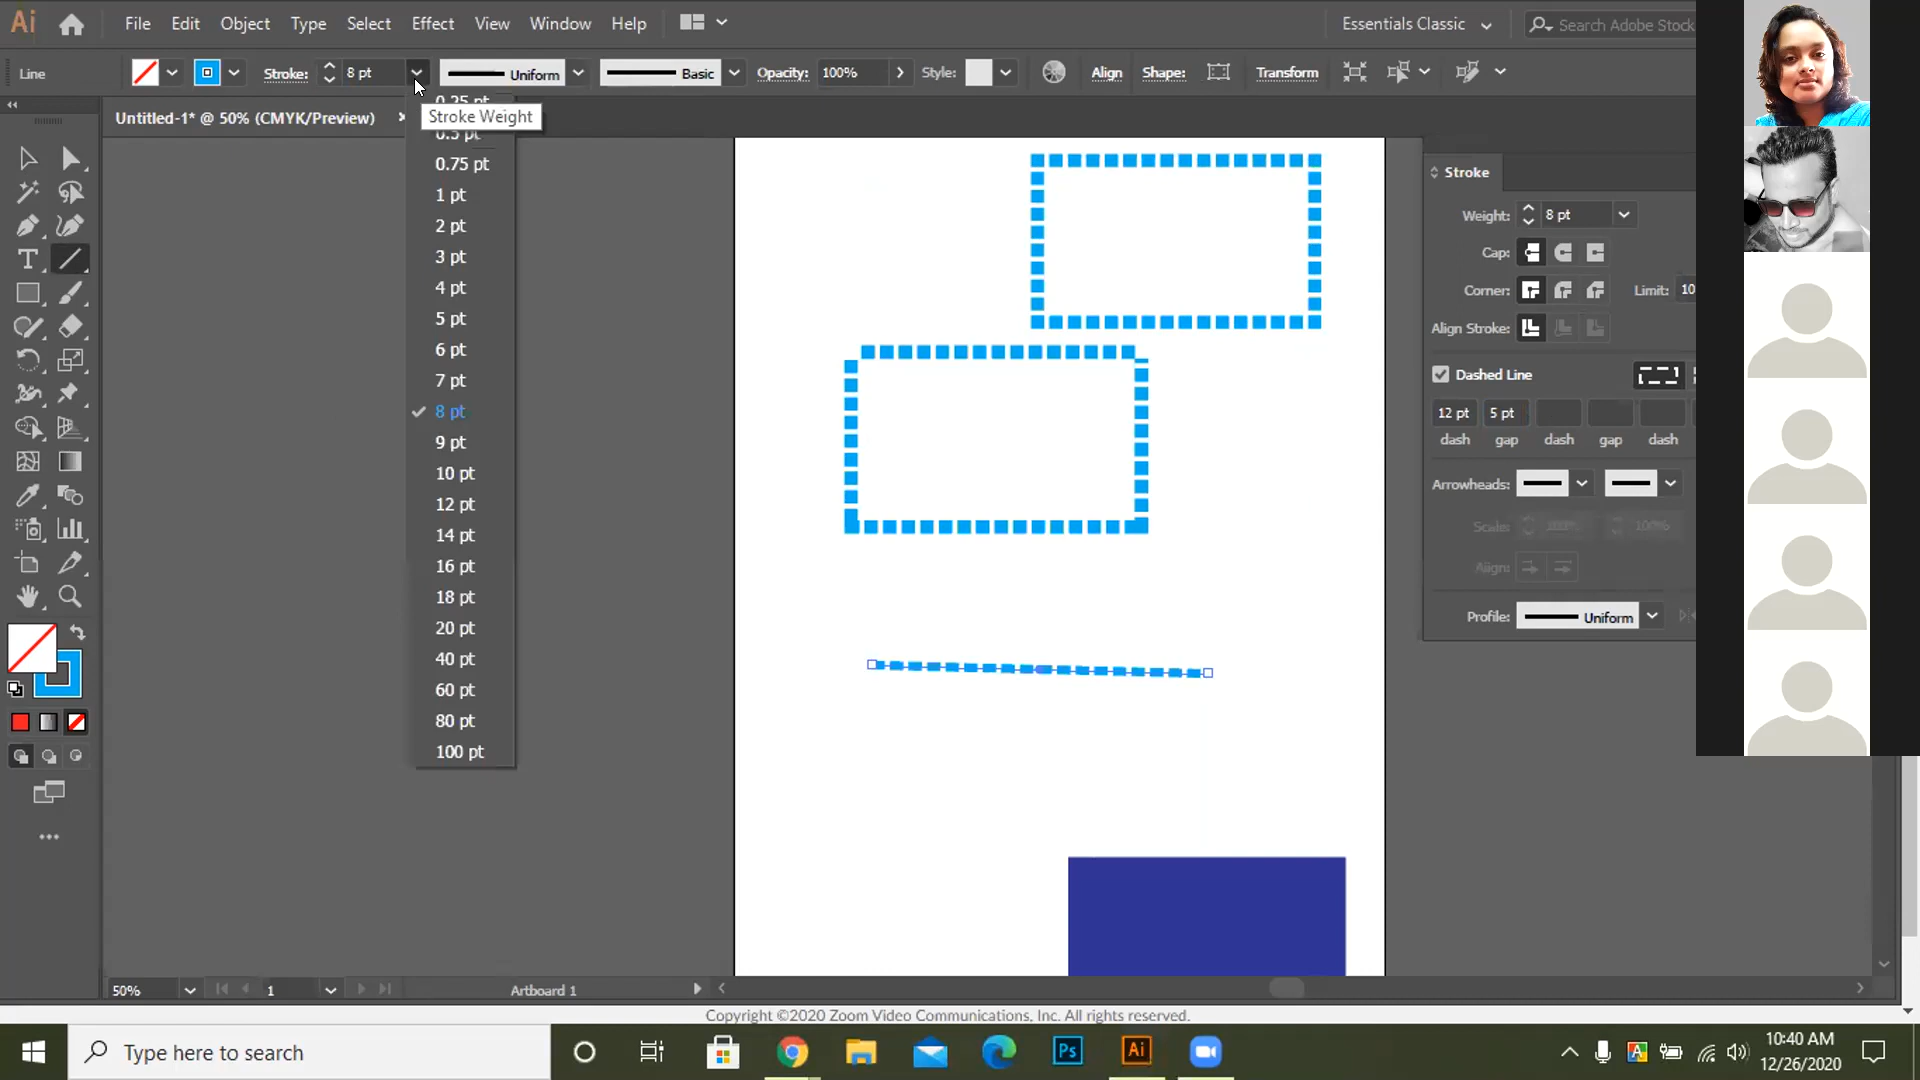 Ai File Edit Object Type Select Effect View Window Help Essentials Classic Search Adobe Stock
Line Stroke: 8 pt Uniform Basic Opacity: 100% Style: Align Shape: Transform
Untitled-1* @ 50% (CMYK/Preview)
0.25 pt
Stroke Weight
0.5 pt
0.75 pt
1 pt
2 pt
3 pt
4 pt
5 pt
6 pt
7 pt
8 pt
9 pt
10 pt
12 pt
14 pt
16 pt
18 pt
20 pt
40 pt
60 pt
80 pt
100 pt
Stroke
Weight: 8 pt
Cap:
Corner: Limit: 10
Align Stroke:
Dashed Line
12 pt 5 pt
dash gap dash gap dash
Arrowheads:
Scale: 100% 100%
Align:
Profile: Uniform
50% 1 Artboard 1
Copyright ©2020 Zoom Video Communications, Inc. All rights reserved.
Type here to search
Ps
Ai
A
10:40 AM
12/26/2020